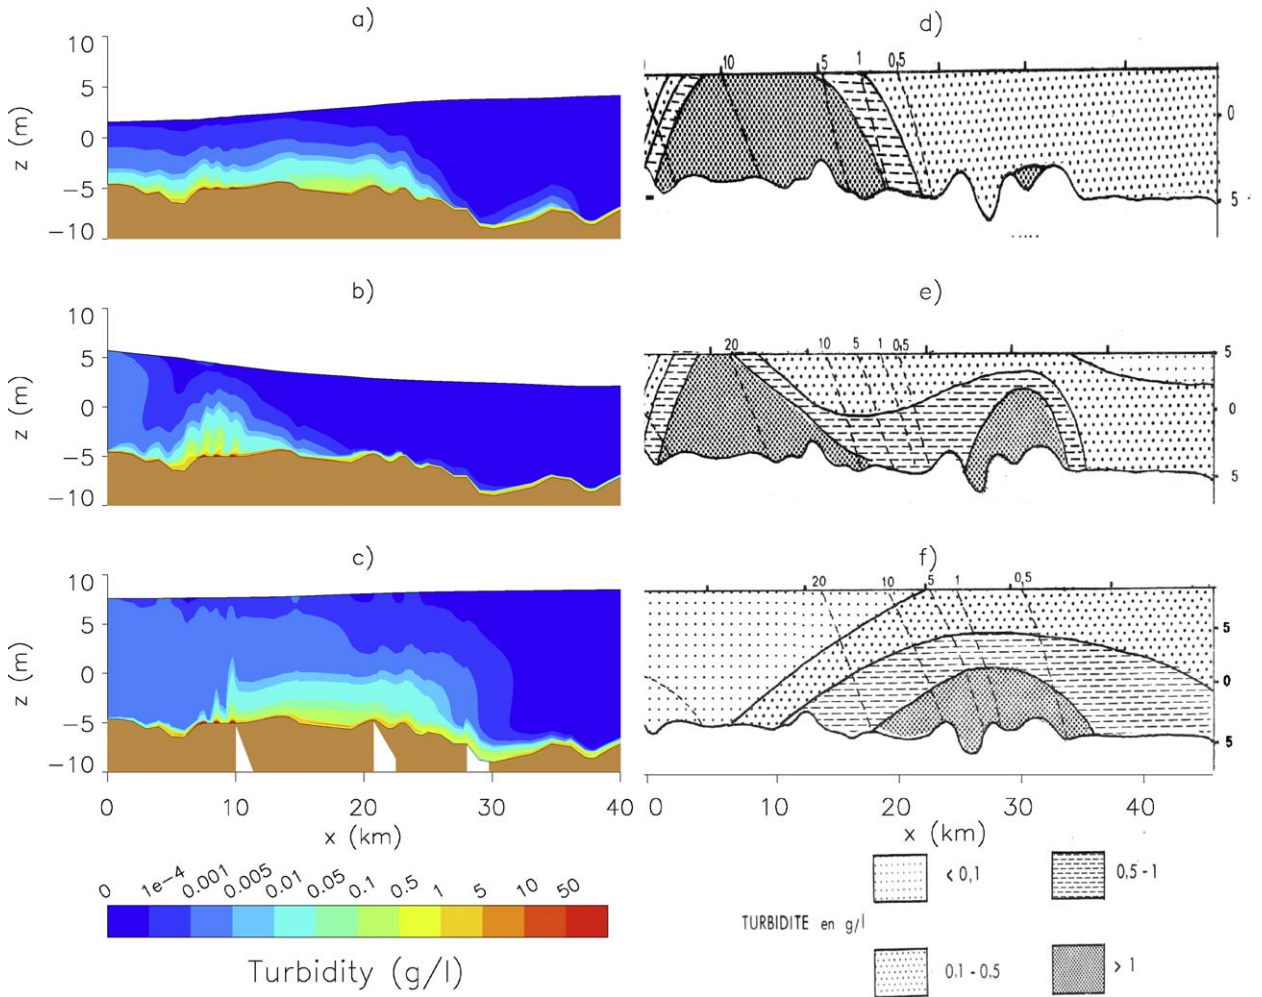 a)
10
5
0
−5
−10
z (m)
b)
10
5
0
−5
−10
z (m)
c)
10
5
0
−5
−10
z (m)
0 10 20 30 40
x (km)
0 1e−4 0.001 0.005 0.01 0.05 0.1 0.5 1 5 10 50
Turbidity (g/l)
d)
10 5 1 0,5
0
5
e)
20 10 5 1 0,5
5
0
5
f)
20 10 5 1 0,5
5
0
5
0 10 20 30 40
x (km)
< 0,1
0,5 - 1
TURBIDITE en g/l
0.1 - 0.5
> 1